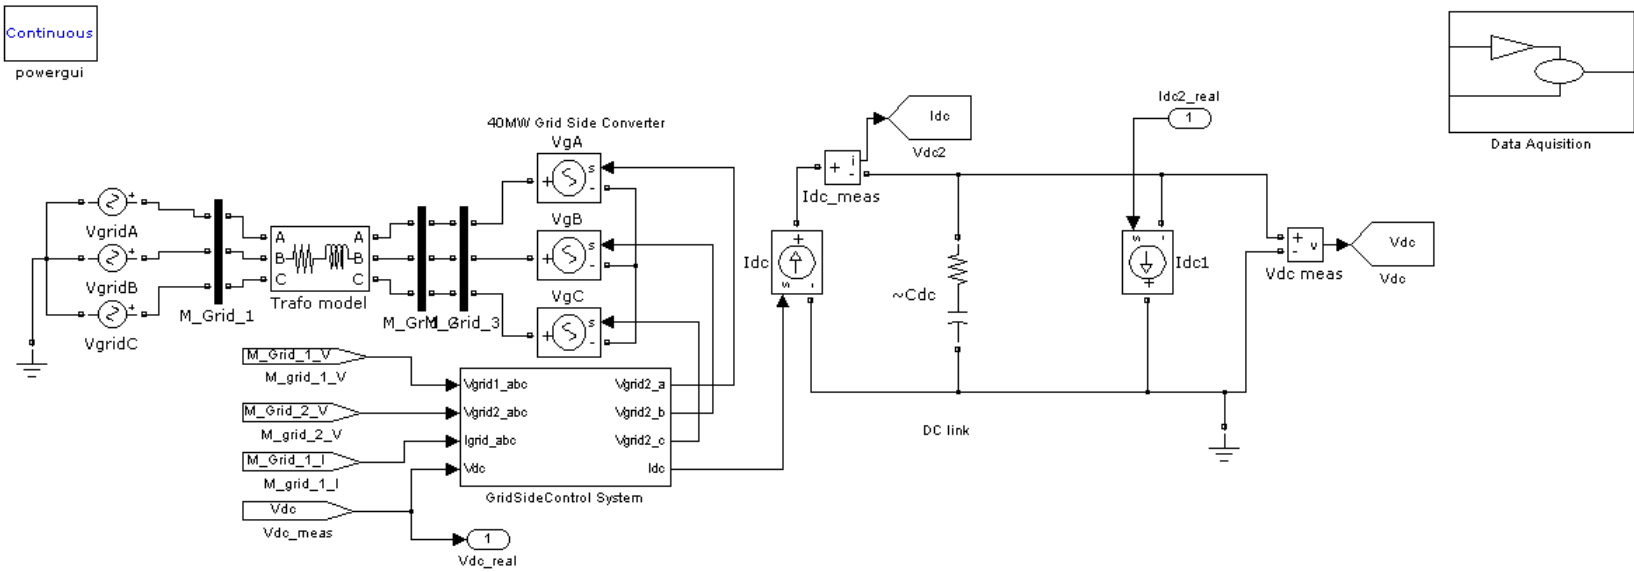 Continuous
powergui
VgridA
VgridB
VgridC
M_Grid_1
A
B
C
A
B
C
Trafo model
M_Grid_3
40MW Grid Side Converter
VgA
s
+
-
VgB
s
+
-
VgC
s
+
-
M_Grid_1_V
M_grid_1_V
M_Grid_2_V
M_grid_2_V
M_Grid_1_I
M_grid_1_I
Vdc
Vdc_meas
Vgrid1_abc
Vgrid2_abc
Igrid_abc
Vdc
Vgrid2_a
Vgrid2_b
Vgrid2_c
Idc
GridSideControl System
1
Vdc_real
Idc
+
s
-
+
i
-
Idc_meas
Idc
Vdc2
~Cdc
DC link
Idc2_real
1
s
-
Idc1
+
-
v
Vdc meas
Vdc
Vdc
Data Aquisition